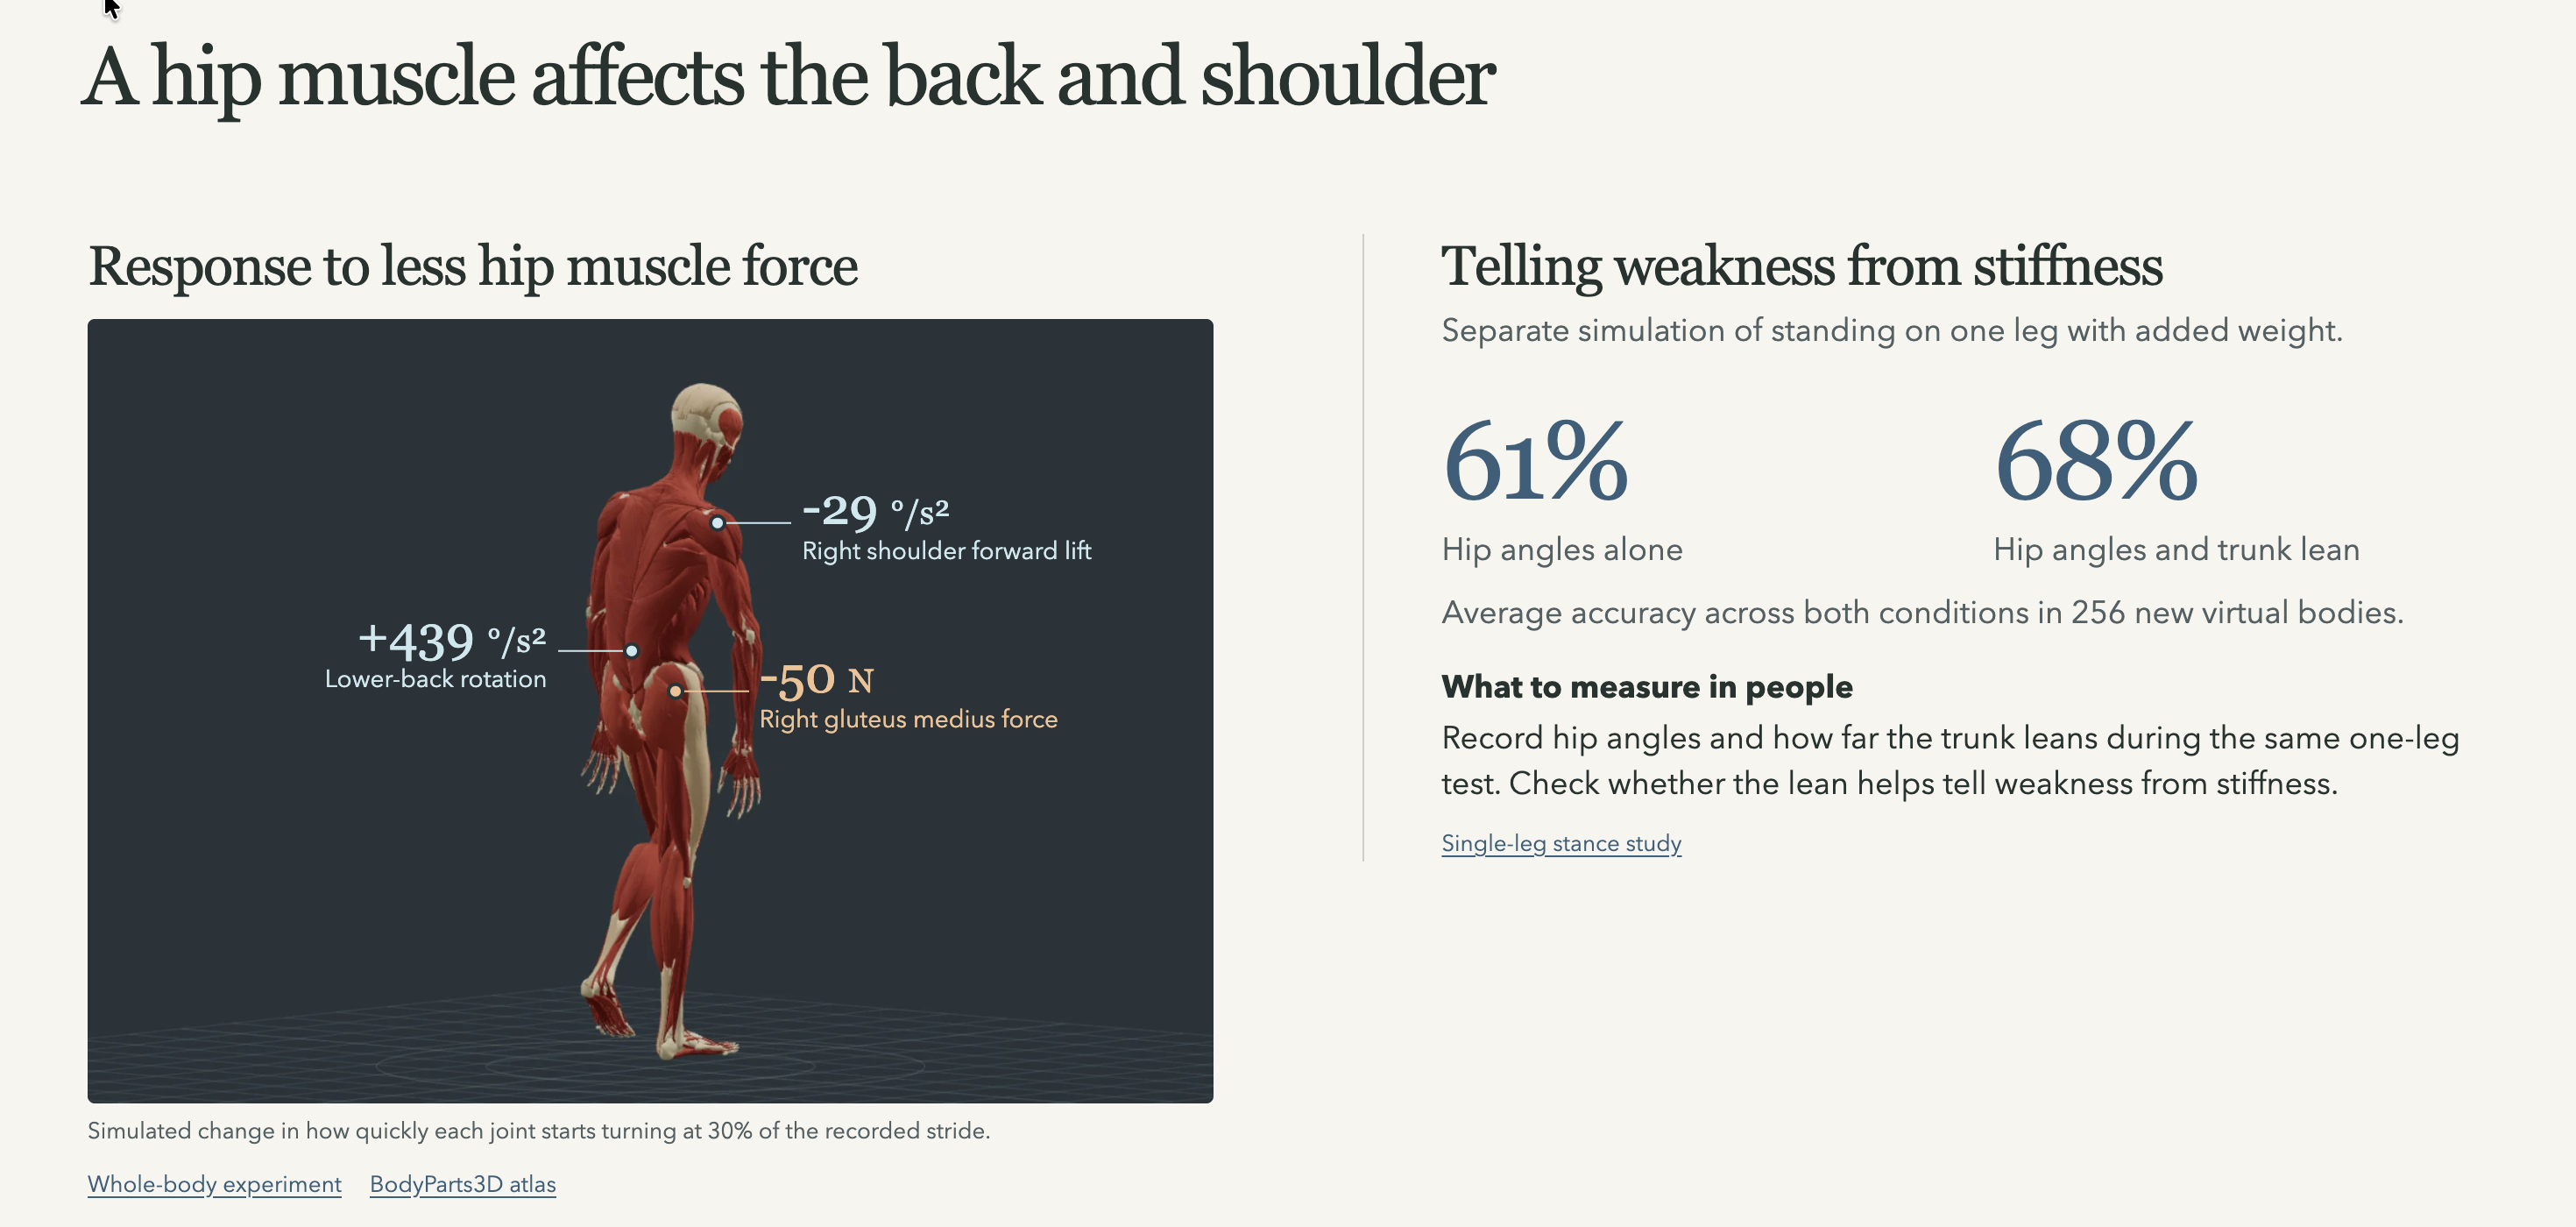 A hip muscle affects the back and shoulder
Response to less hip muscle force
-29 °/s²
Right shoulder forward lift
+439 °/s²
Lower-back rotation
-50 N
Right gluteus medius force
Simulated change in how quickly each joint starts turning at 30% of the recorded stride.
Whole-body experiment
BodyParts3D atlas
Telling weakness from stiffness
Separate simulation of standing on one leg with added weight.
61%
Hip angles alone
68%
Hip angles and trunk lean
Average accuracy across both conditions in 256 new virtual bodies.
What to measure in people
Record hip angles and how far the trunk leans during the same one-leg
test. Check whether the lean helps tell weakness from stiffness.
Single-leg stance study